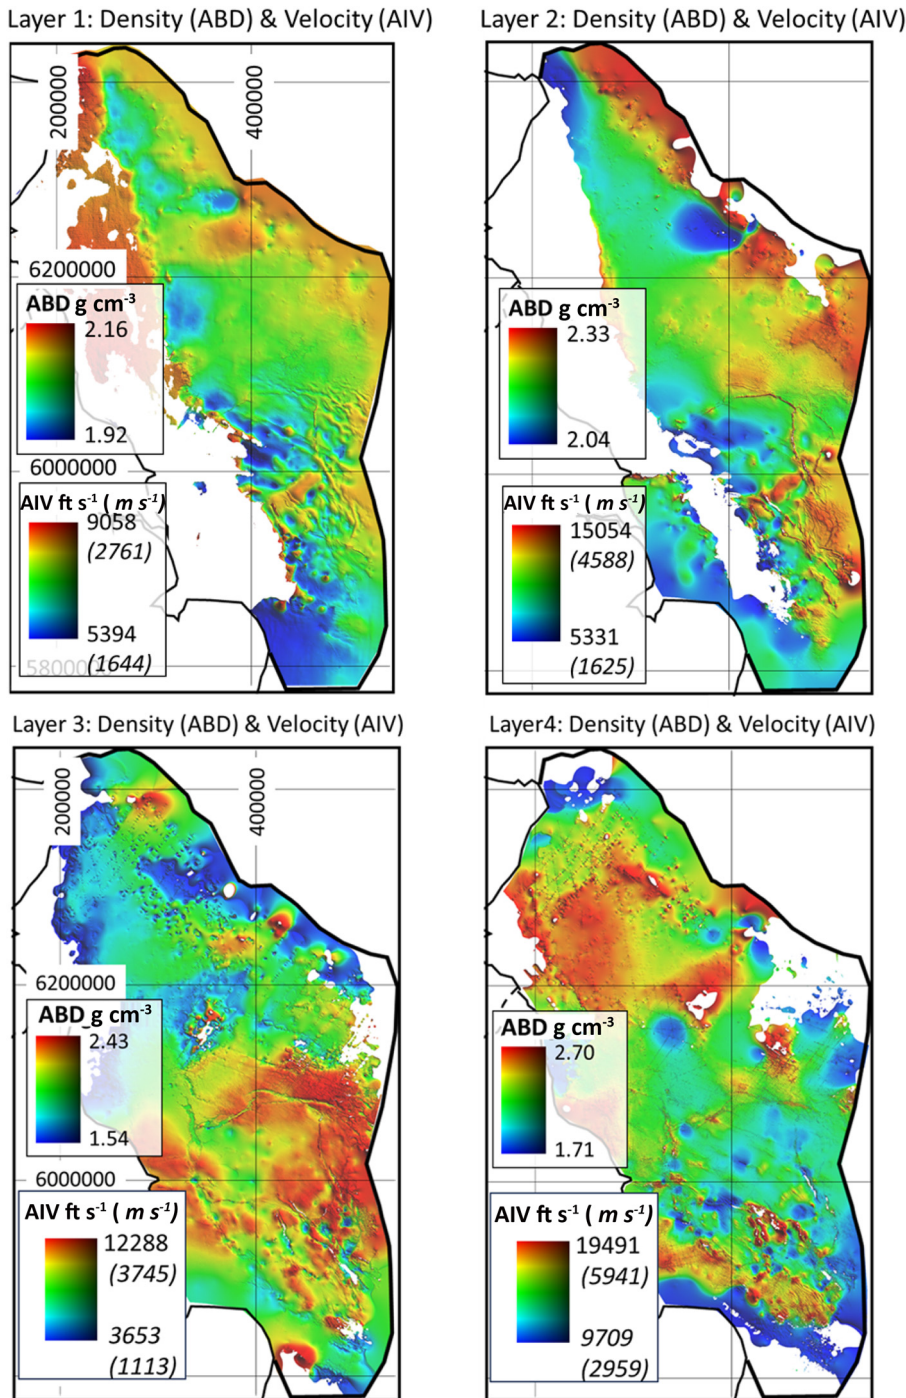 Layer 1: Density (ABD) & Velocity (AIV)
200000
400000
6200000
ABD g cm-3
2.16
1.92
6000000
AIV ft s-1 ( m s-1)
9058
(2761)
5394
(1644)
5800000
Layer 2: Density (ABD) & Velocity (AIV)
ABD g cm-3
2.33
2.04
AIV ft s-1 ( m s-1)
15054
(4588)
5331
(1625)
Layer 3: Density (ABD) & Velocity (AIV)
200000
400000
6200000
ABD g cm-3
2.43
1.54
6000000
AIV ft s-1 ( m s-1)
12288
(3745)
3653
(1113)
Layer4: Density (ABD) & Velocity (AIV)
ABD g cm-3
2.70
1.71
AIV ft s-1 ( m s-1)
19491
(5941)
9709
(2959)